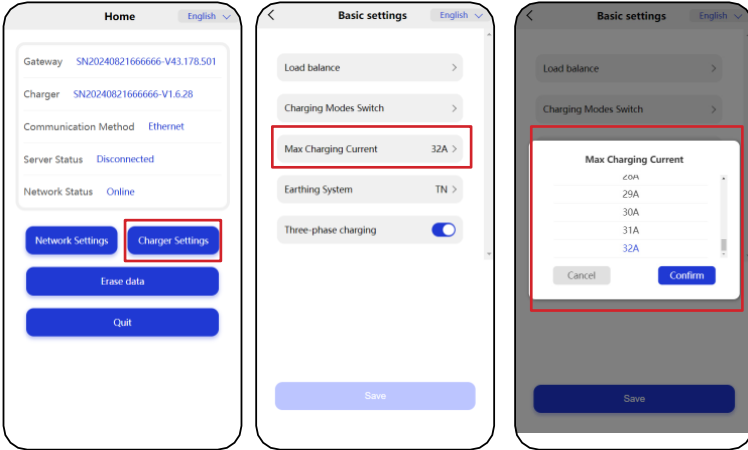 Home English
Gateway SN20240821666666-V43.178.501
Charger SN20240821666666-V1.6.28
Communication Method Ethernet
Server Status Disconnected
Network Status Online
Network Settings Charger Settings
Erase data
Quit
Basic settings English
Load balance
Charging Modes Switch
Max Charging Current 32A
Earthing System TN
Three-phase charging
Save
Basic settings English
Load balance
Charging Modes Switch
Max Charging Current
28A
29A
30A
31A
32A
Cancel Confirm
Save